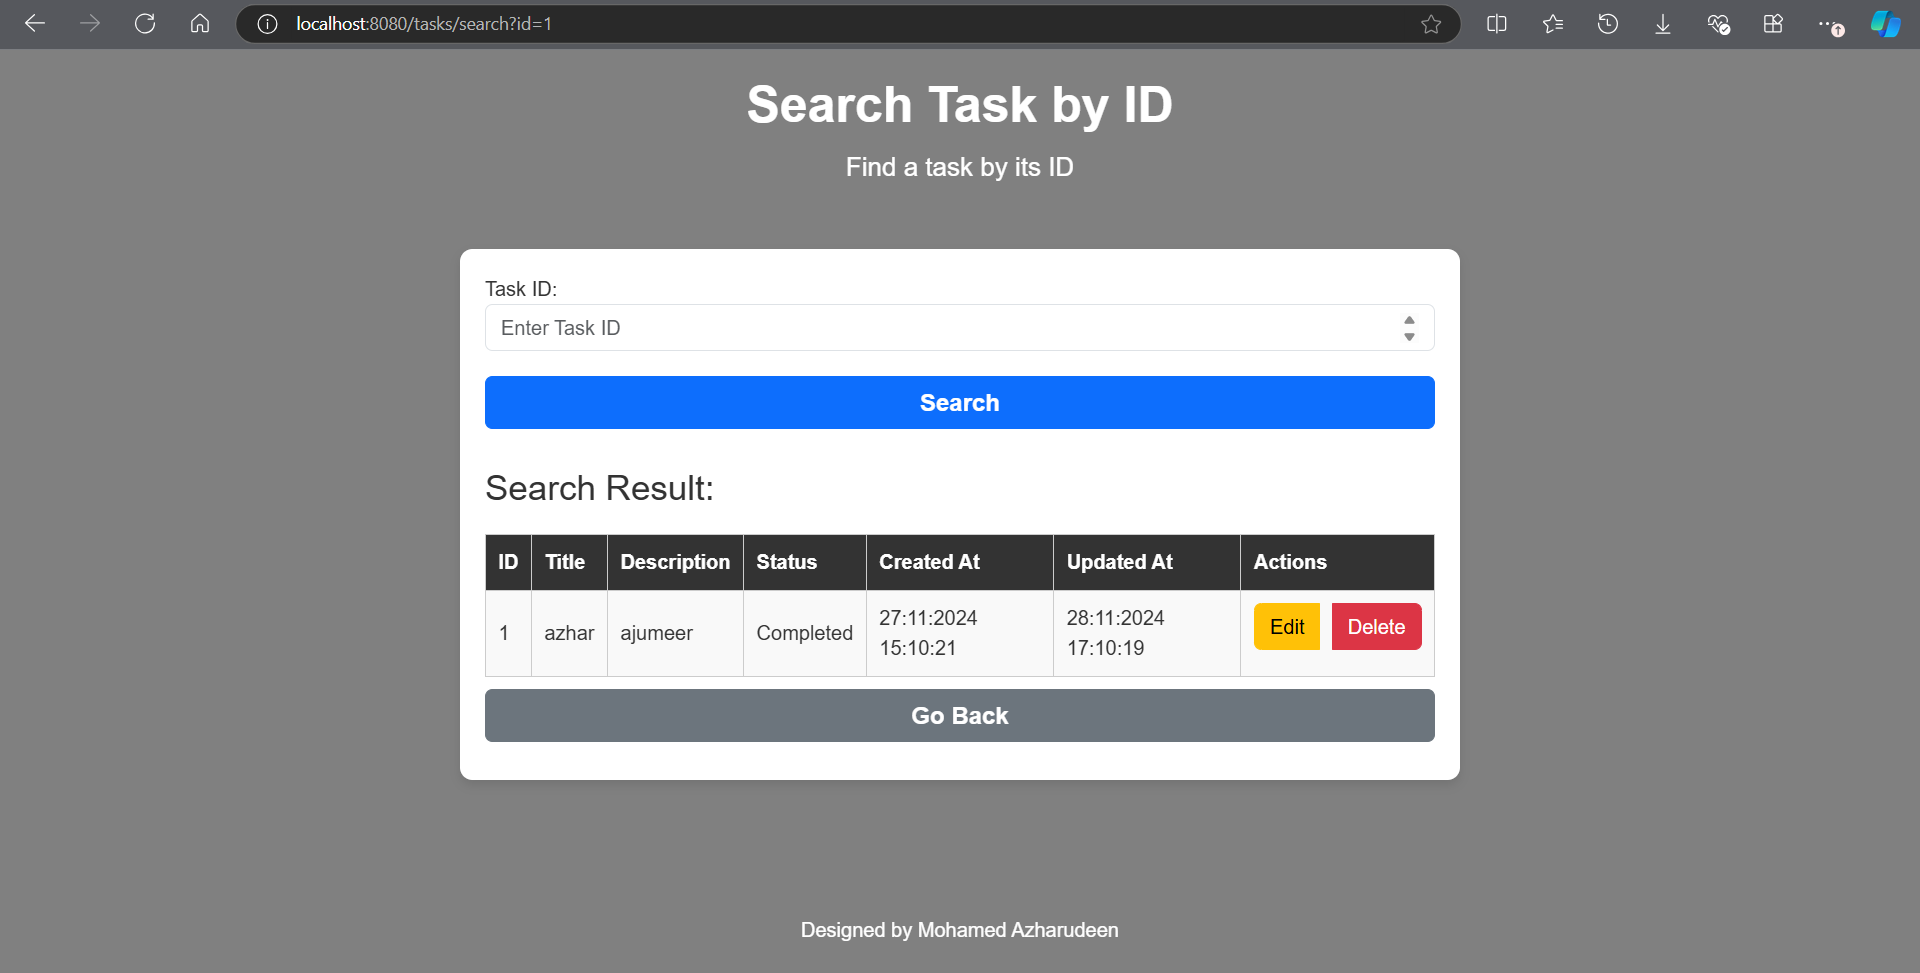 localhost:8080/tasks/search?id=1
Search Task by ID
Find a task by its ID
Task ID:
Enter Task ID
Search
Search Result:
ID Title Description Status Created At Updated At Actions
1 azhar ajumeer Completed 27:11:2024 15:10:21 28:11:2024 17:10:19 Edit Delete
Go Back
Designed by Mohamed Azharudeen